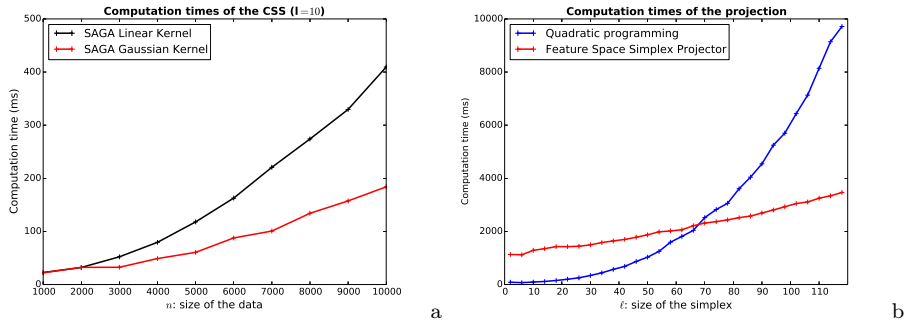 Computation times of the CSS (l=10)
SAGA Linear Kernel
SAGA Gaussian Kernel
Computation time (ms)
500
400
300
200
100
0
1000 2000 3000 4000 5000 6000 7000 8000 9000 10000
n: size of the data
a
Computation times of the projection
Quadratic programming
Feature Space Simplex Projector
Computation time (ms)
10000
8000
6000
4000
2000
0
0 10 20 30 40 50 60 70 80 90 100 110
ℓ: size of the simplex
b